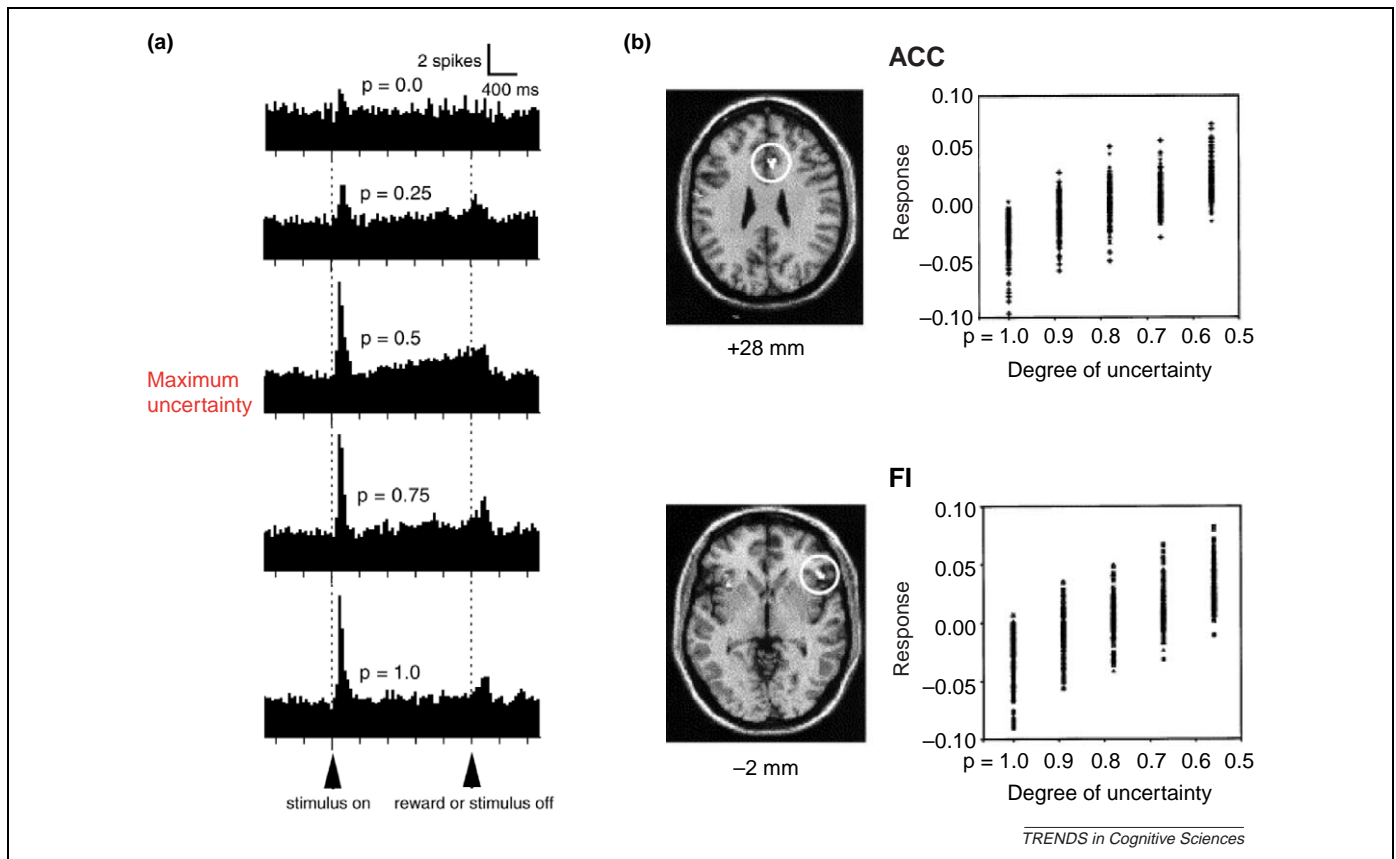 (a)
2 spikes
400 ms
p = 0.0
p = 0.25
p = 0.5
Maximum
uncertainty
p = 0.75
p = 1.0
stimulus on
reward or stimulus off
(b)
ACC
+28 mm
Response
0.10
0.05
0.00
–0.05
–0.10
p = 1.0 0.9 0.8 0.7 0.6 0.5
Degree of uncertainty
FI
–2 mm
Response
0.10
0.05
0.00
–0.05
–0.10
p = 1.0 0.9 0.8 0.7 0.6 0.5
Degree of uncertainty
TRENDS in Cognitive Sciences